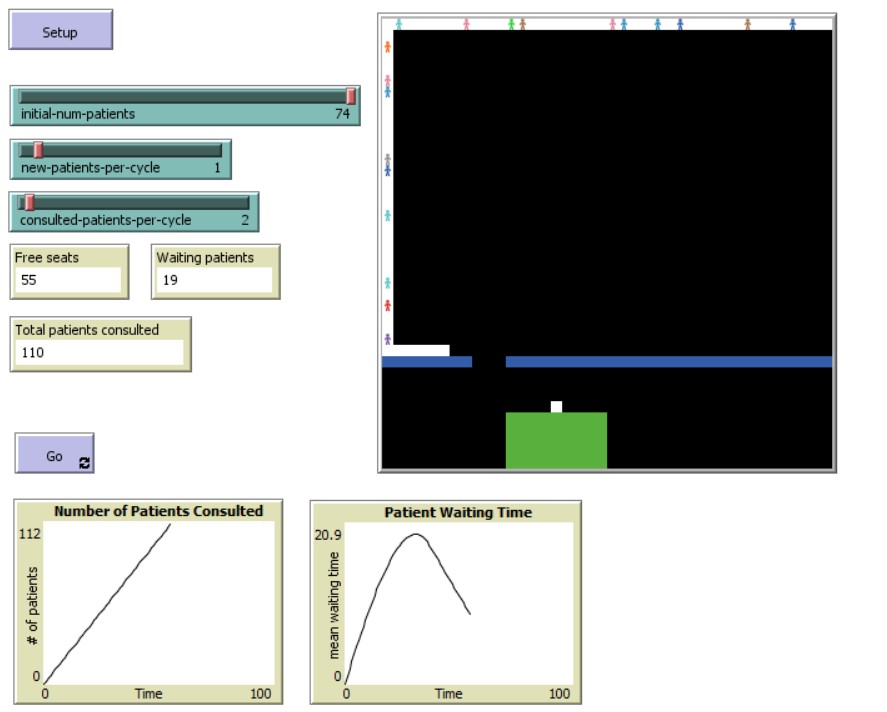 Setup
initial-num-patients 74
new-patients-per-cycle 1
consulted-patients-per-cycle 2
Free seats
55
Waiting patients
19
Total patients consulted
110
Go
Number of Patients Consulted
112
# of patients
0
0 Time 100
Patient Waiting Time
20.9
mean waiting time
0
0 Time 100